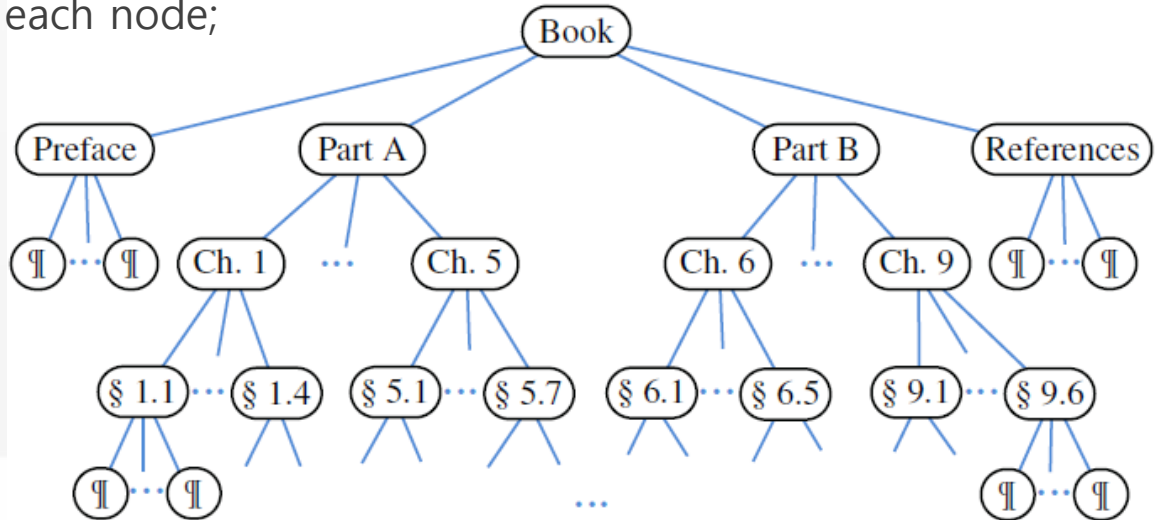 each node;
Book
Preface Part A Part B References
¶ ... ¶ Ch. 1 ... Ch. 5 Ch. 6 ... Ch. 9 ¶ ... ¶
§ 1.1 ... § 1.4 § 5.1 ... § 5.7 § 6.1 ... § 6.5 § 9.1 ... § 9.6
¶ ... ¶ ... ¶ ... ¶